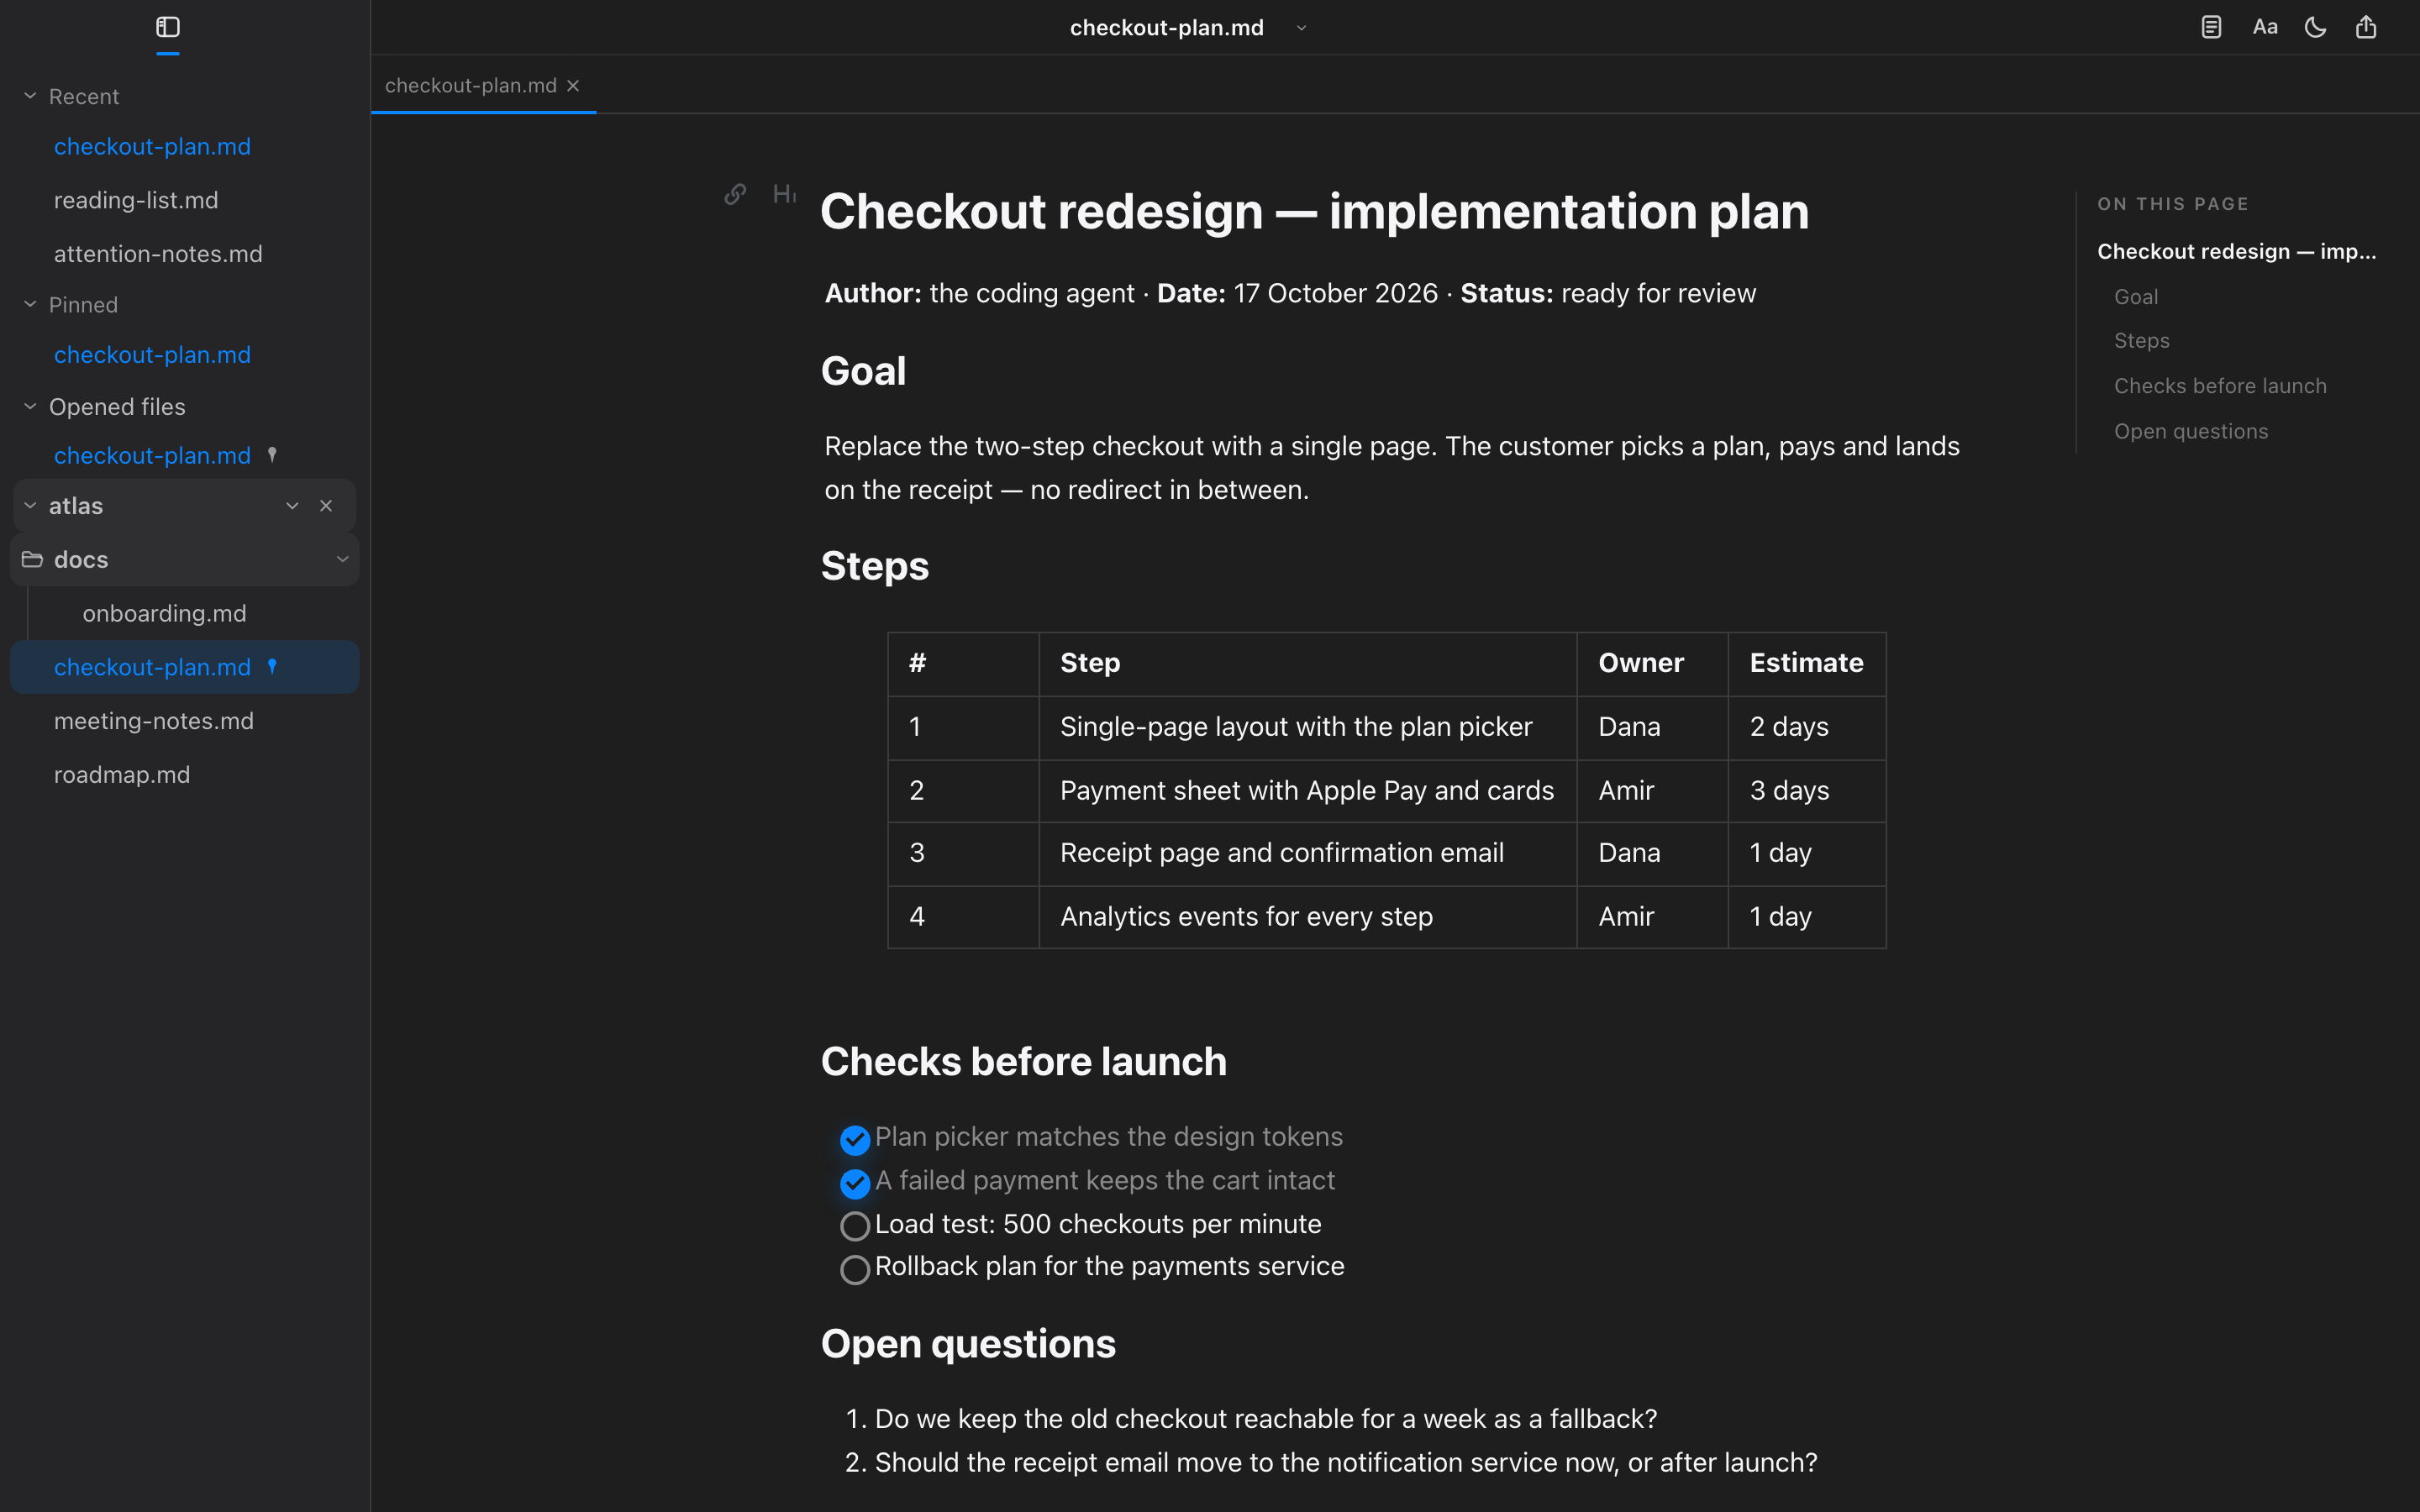 checkout-plan.md
Aa
Recent
checkout-plan.md
reading-list.md
attention-notes.md
Pinned
checkout-plan.md
Opened files
checkout-plan.md
atlas
docs
onboarding.md
checkout-plan.md
meeting-notes.md
roadmap.md
checkout-plan.md
H1
Checkout redesign — implementation plan
Author: the coding agent · Date: 17 October 2026 · Status: ready for review
Goal
Replace the two-step checkout with a single page. The customer picks a plan, pays and lands
on the receipt — no redirect in between.
Steps
# Step Owner Estimate
1 Single-page layout with the plan picker Dana 2 days
2 Payment sheet with Apple Pay and cards Amir 3 days
3 Receipt page and confirmation email Dana 1 day
4 Analytics events for every step Amir 1 day
Checks before launch
Plan picker matches the design tokens
A failed payment keeps the cart intact
Load test: 500 checkouts per minute
Rollback plan for the payments service
Open questions
1. Do we keep the old checkout reachable for a week as a fallback?
2. Should the receipt email move to the notification service now, or after launch?
ON THIS PAGE
Checkout redesign — imp...
Goal
Steps
Checks before launch
Open questions